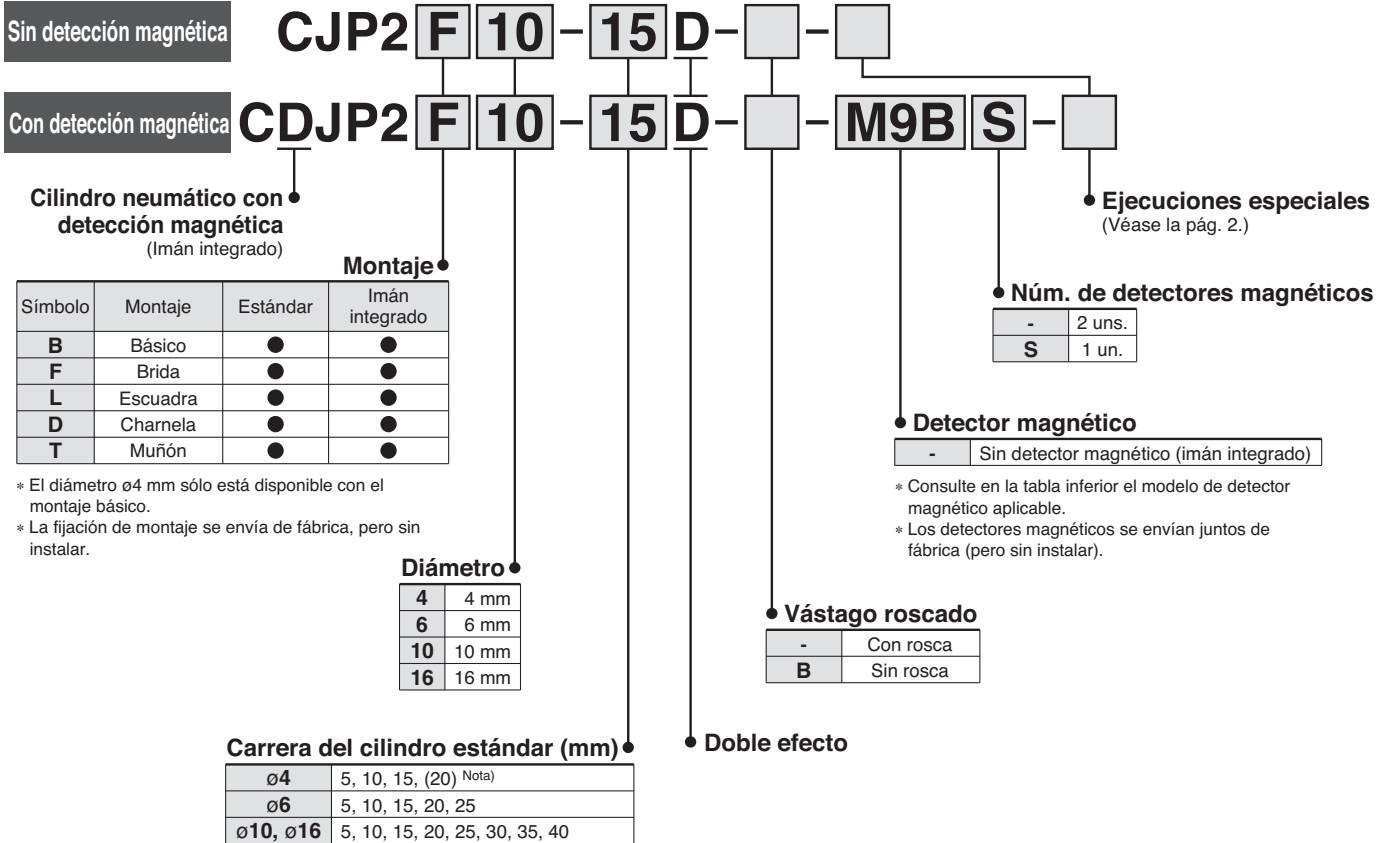 Sin detección magnética
CJP2 F 10 - 15 D - -
Con detección magnética
CDJP2 F 10 - 15 D - - M9B S -
Cilindro neumático con
detección magnética
(Imán integrado)
Ejecuciones especiales
(Véase la pág. 2.)
Montaje
Símbolo Montaje Estándar Imán integrado
B Básico ● ●
F Brida ● ●
L Escuadra ● ●
D Charnela ● ●
T Muñón ● ●
∗ El diámetro ø4 mm sólo está disponible con el
montaje básico.
∗ La fijación de montaje se envía de fábrica, pero sin
instalar.
Núm. de detectores magnéticos
- 2 uns.
S 1 un.
Detector magnético
- Sin detector magnético (imán integrado)
∗ Consulte en la tabla inferior el modelo de detector
magnético aplicable.
∗ Los detectores magnéticos se envían juntos de
fábrica (pero sin instalar).
Diámetro
4 4 mm
6 6 mm
10 10 mm
16 16 mm
Vástago roscado
- Con rosca
B Sin rosca
Carrera del cilindro estándar (mm)
ø4 5, 10, 15, (20) Nota)
ø6 5, 10, 15, 20, 25
ø10, ø16 5, 10, 15, 20, 25, 30, 35, 40
Doble efecto